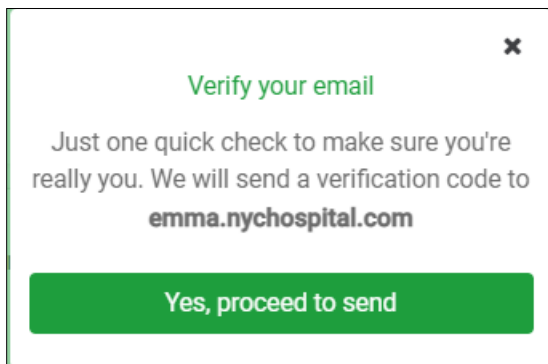 Verify your email
Just one quick check to make sure you're
really you. We will send a verification code to
emma.nychospital.com
Yes, proceed to send